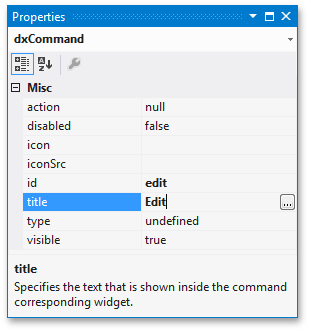 Properties
dxCommand
Misc
action null
disabled false
icon
iconSrc
id edit
title Edit ...
type undefined
visible true
title
Specifies the text that is shown inside the command
corresponding widget.